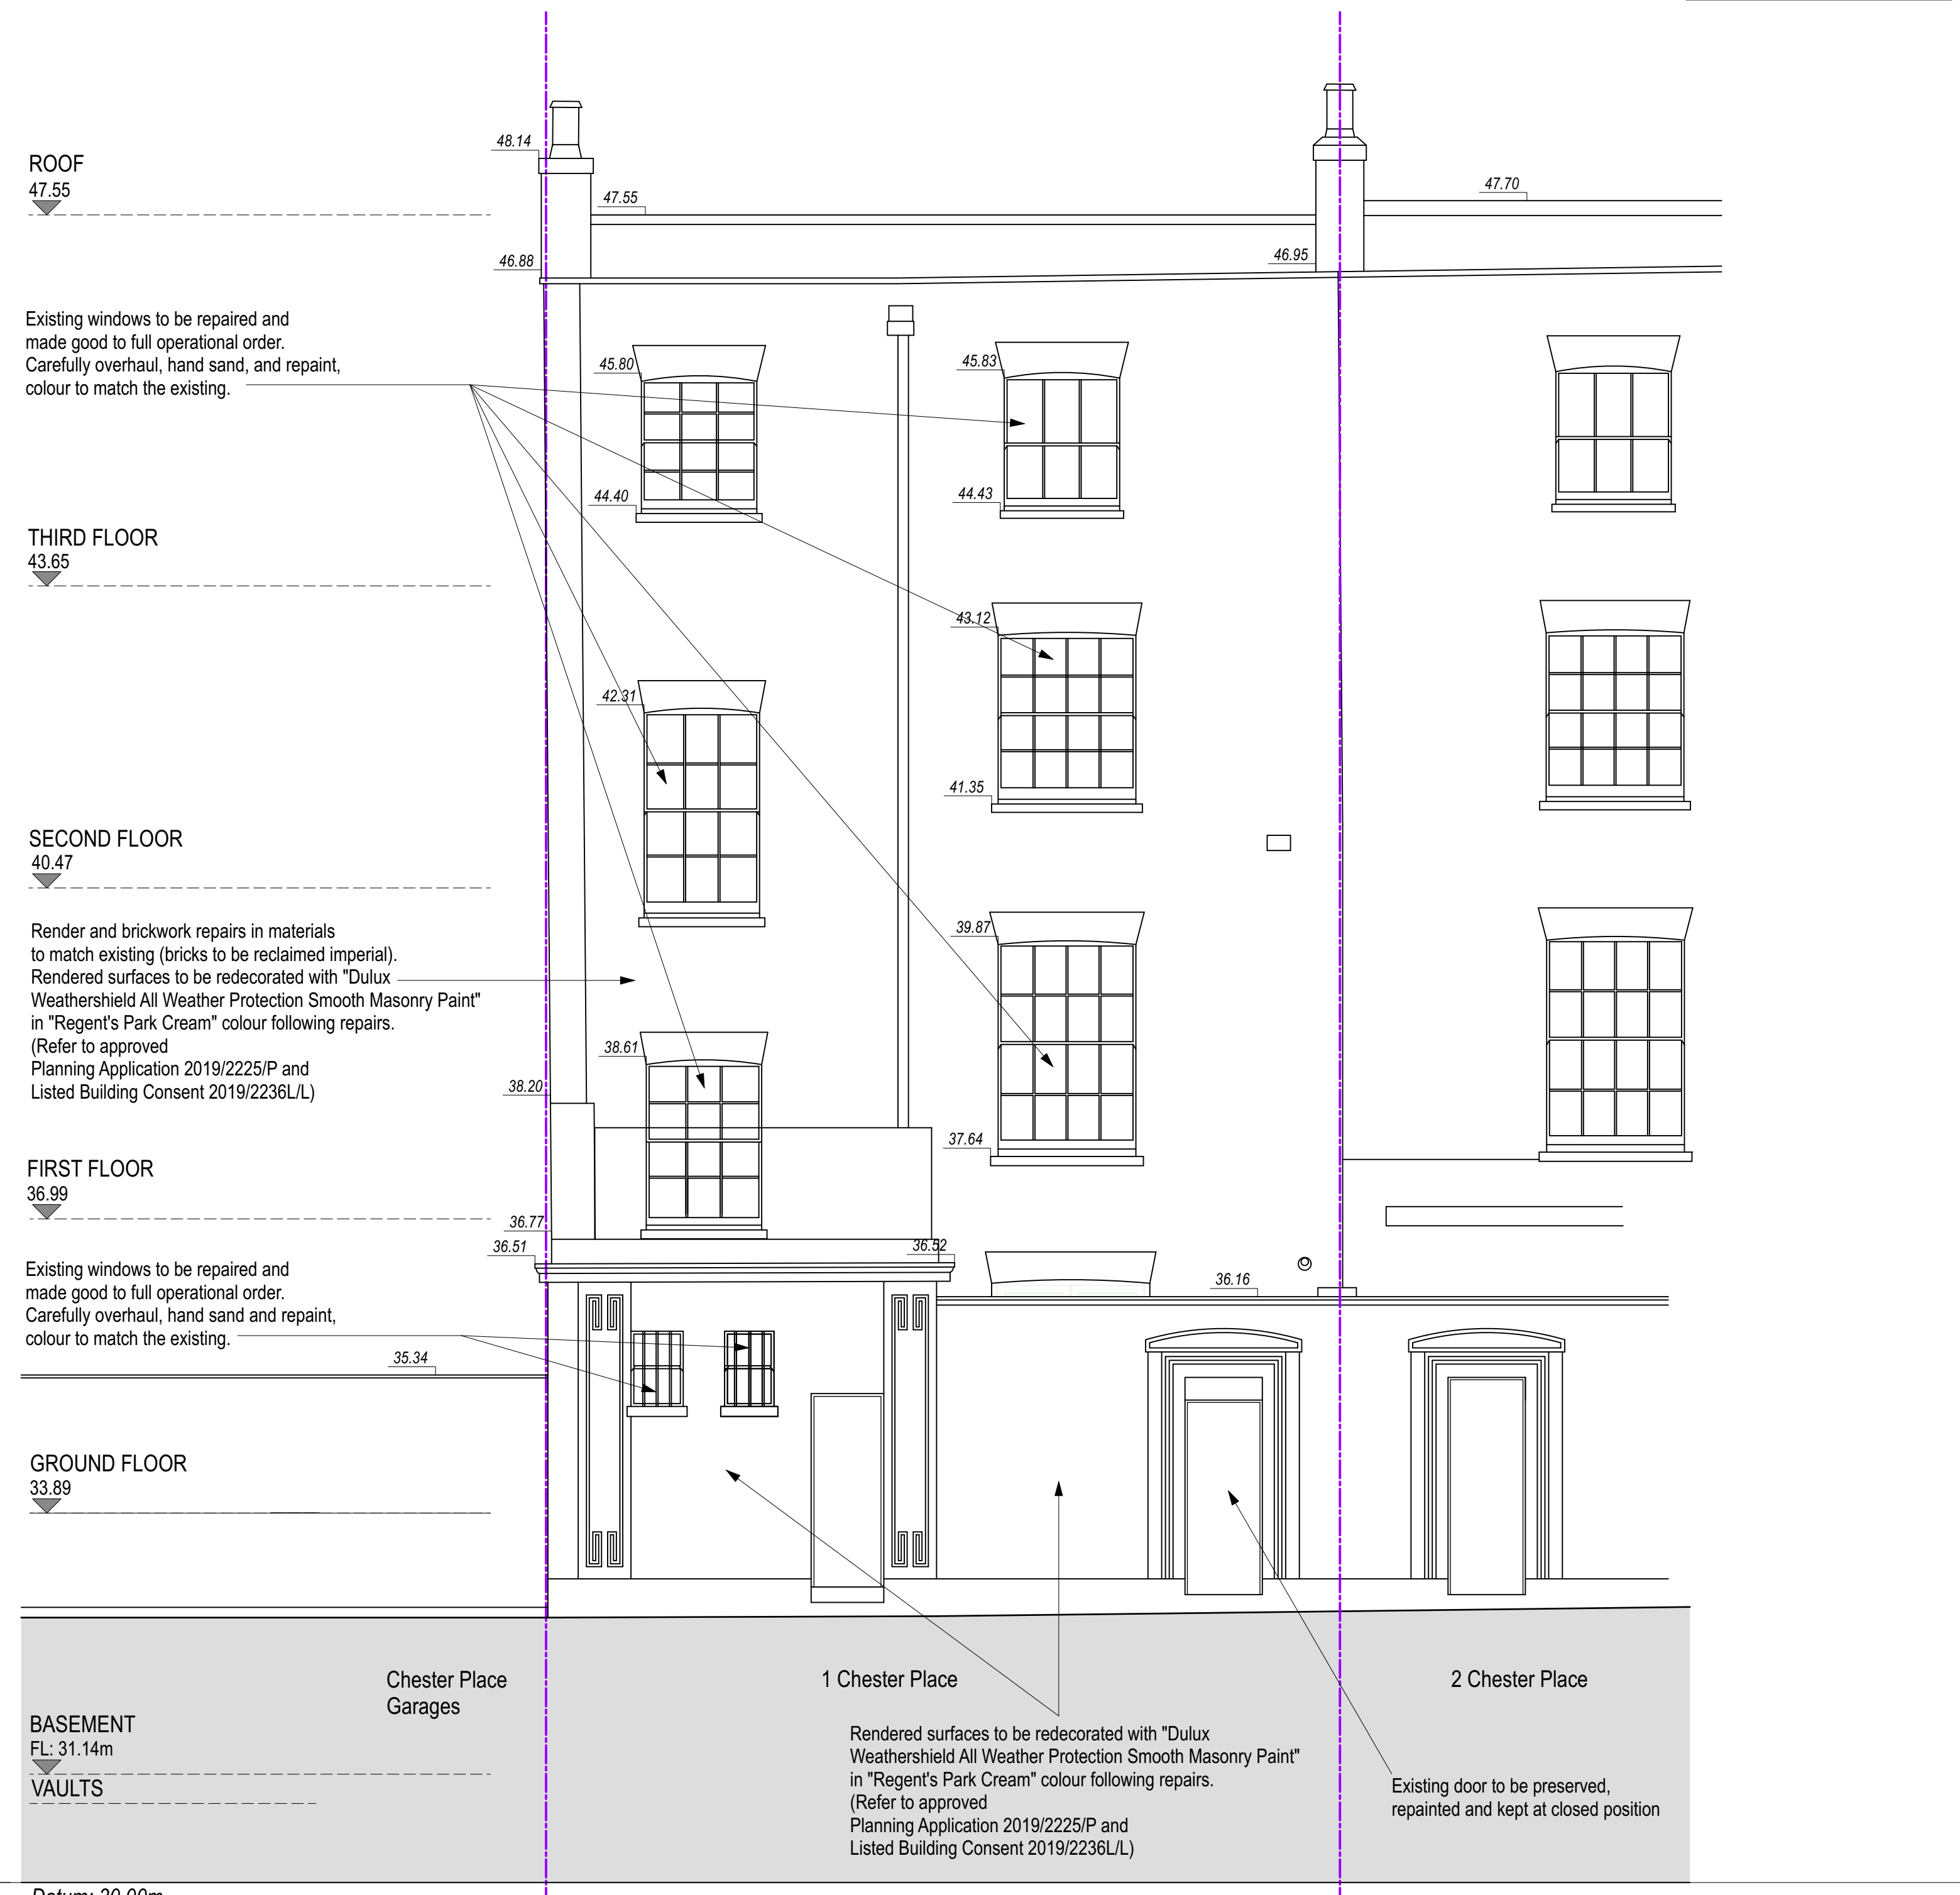 48.14
ROOF
47.55
47.55
47.70
46.88
46.95
Existing windows to be repaired and
made good to full operational order.
Carefully overhaul, hand sand, and repaint,
colour to match the existing.
45.80
45.83
44.40
44.43
THIRD FLOOR
43.65
43.12
42.31
41.35
SECOND FLOOR
40.47
Render and brickwork repairs in materials
to match existing (bricks to be reclaimed imperial).
Rendered surfaces to be redecorated with "Dulux
Weathershield All Weather Protection Smooth Masonry Paint"
in "Regent's Park Cream" colour following repairs.
(Refer to approved
Planning Application 2019/2225/P and
Listed Building Consent 2019/2236L/L)
39.87
38.61
38.20
37.64
FIRST FLOOR
36.99
36.77
36.51
36.52
36.16
Existing windows to be repaired and
made good to full operational order.
Carefully overhaul, hand sand and repaint,
colour to match the existing.
35.34
GROUND FLOOR
33.89
Chester Place
Garages
1 Chester Place
2 Chester Place
BASEMENT
FL: 31.14m
VAULTS
Rendered surfaces to be redecorated with "Dulux
Weathershield All Weather Protection Smooth Masonry Paint"
in "Regent's Park Cream" colour following repairs.
(Refer to approved
Planning Application 2019/2225/P and
Listed Building Consent 2019/2236L/L)
Existing door to be preserved,
repainted and kept at closed position